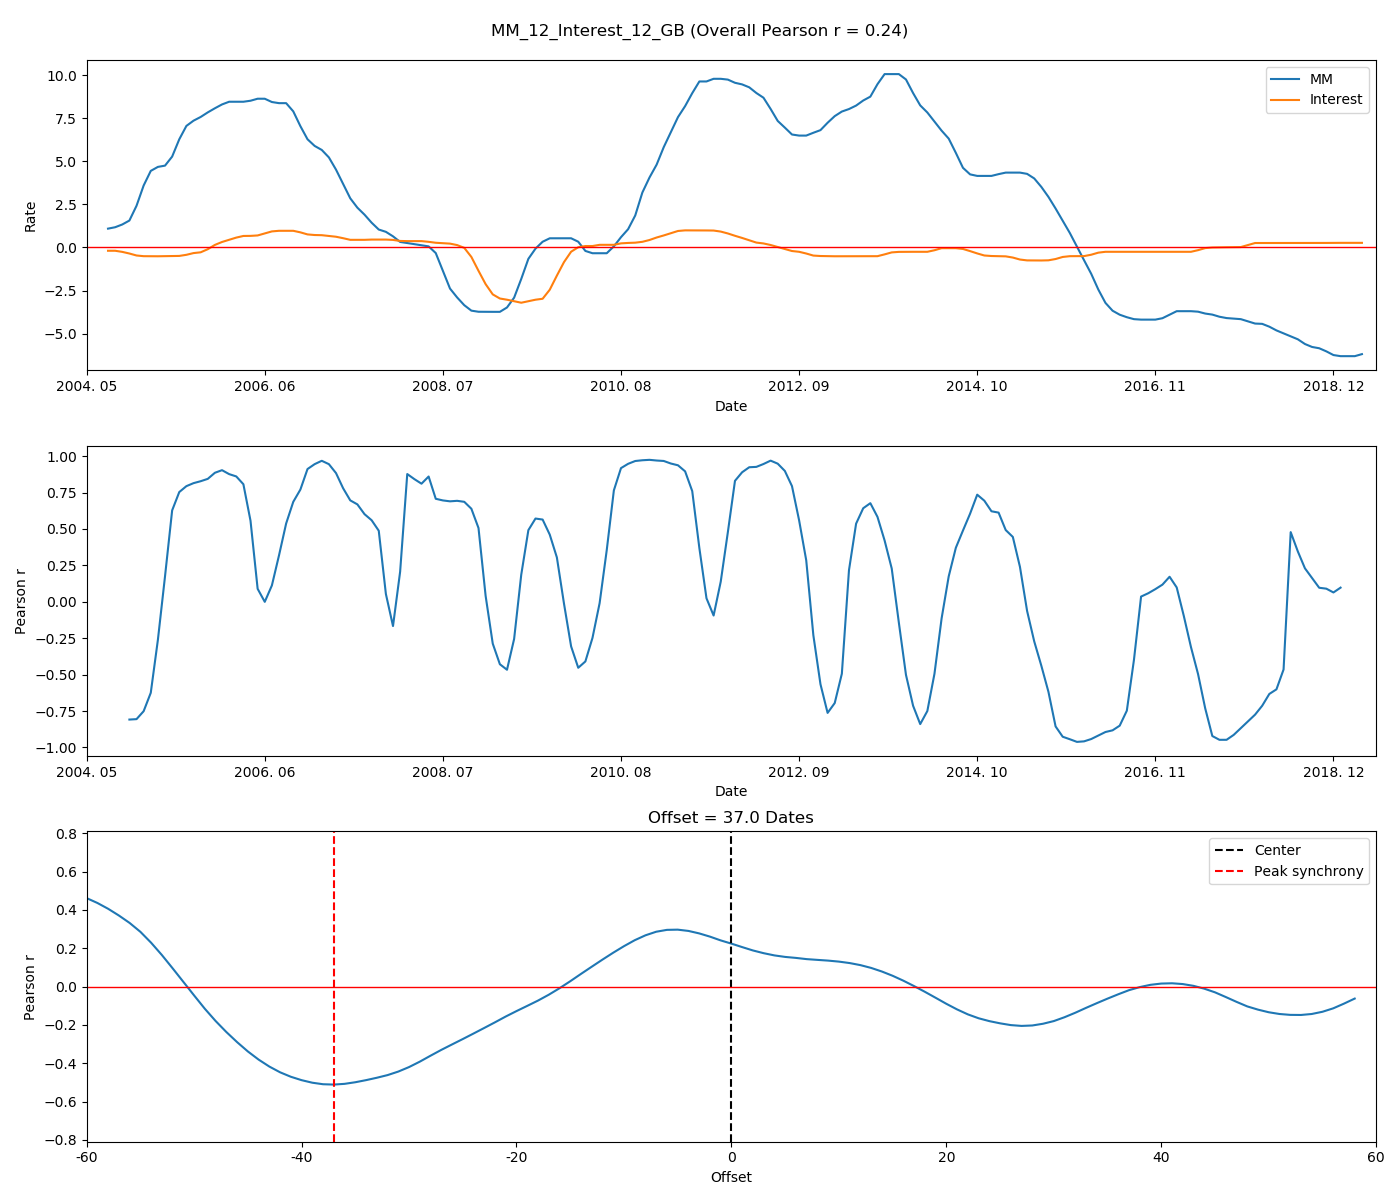 MM_12_Interest_12_GB (Overall Pearson r = 0.24)
10.0
7.5
5.0
2.5
0.0
−2.5
−5.0
Rate
MM
Interest
2004. 05 2006. 06 2008. 07 2010. 08 2012. 09 2014. 10 2016. 11 2018. 12
Date
1.00
0.75
0.50
0.25
0.00
−0.25
−0.50
−0.75
−1.00
Pearson r
2004. 05 2006. 06 2008. 07 2010. 08 2012. 09 2014. 10 2016. 11 2018. 12
Date
Offset = 37.0 Dates
0.8
0.6
0.4
0.2
0.0
−0.2
−0.4
−0.6
−0.8
Pearson r
Center
Peak synchrony
-60 -40 -20 0 20 40 60
Offset